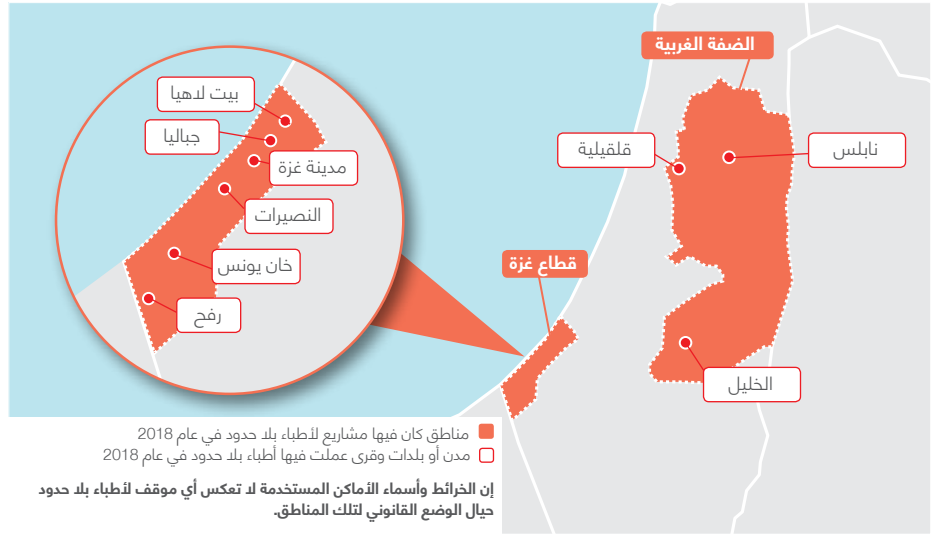 الضفة الغربية
نابلس
قلقيلية
الخليل
قطاع غزة
بيت لاهيا
جباليا
مدينة غزة
النصيرات
خان يونس
رفح
مناطق كان فيها مشاريع لأطباء بلا حدود في عام 2018
مدن أو بلدات وقرى عملت فيها أطباء بلا حدود في عام 2018
إن الخرائط وأسماء الأماكن المستخدمة لا تعكس أي موقف لأطباء بلا حدود
حيال الوضع القانوني لتلك المناطق.